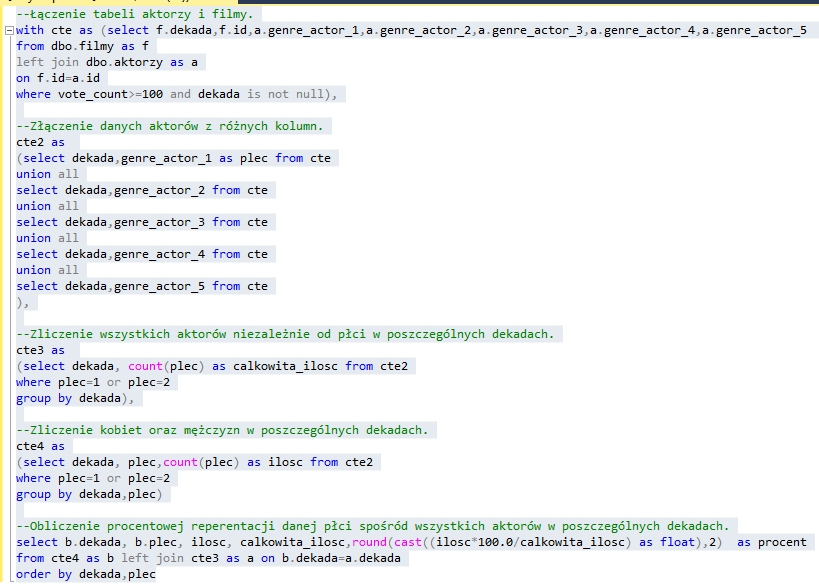 --Łączenie tabeli aktorzy i filmy.
with cte as (select f.dekada,f.id,a.genre_actor_1,a.genre_actor_2,a.genre_actor_3,a.genre_actor_4,a.genre_actor_5
from dbo.filmy as f
left join dbo.aktorzy as a
on f.id=a.id
where vote_count>=100 and dekada is not null),
--Złączenie danych aktorów z różnych kolumn.
cte2 as
(select dekada,genre_actor_1 as plec from cte
union all
select dekada,genre_actor_2 from cte
union all
select dekada,genre_actor_3 from cte
union all
select dekada,genre_actor_4 from cte
union all
select dekada,genre_actor_5 from cte
),
--Zliczenie wszystkich aktorów niezależnie od płci w poszczególnych dekadach.
cte3 as
(select dekada, count(plec) as calkowita_ilosc from cte2
where plec=1 or plec=2
group by dekada),
--Zliczenie kobiet oraz mężczyzn w poszczególnych dekadach.
cte4 as
(select dekada, plec,count(plec) as ilosc from cte2
where plec=1 or plec=2
group by dekada,plec)
--Obliczenie procentowej reperentacji danej płci spośród wszystkich aktorów w poszczególnych dekadach.
select b.dekada, b.plec, ilosc, calkowita_ilosc,round(cast((ilosc*100.0/calkowita_ilosc) as float),2)  as procent
from cte4 as b left join cte3 as a on b.dekada=a.dekada
order by dekada,plec